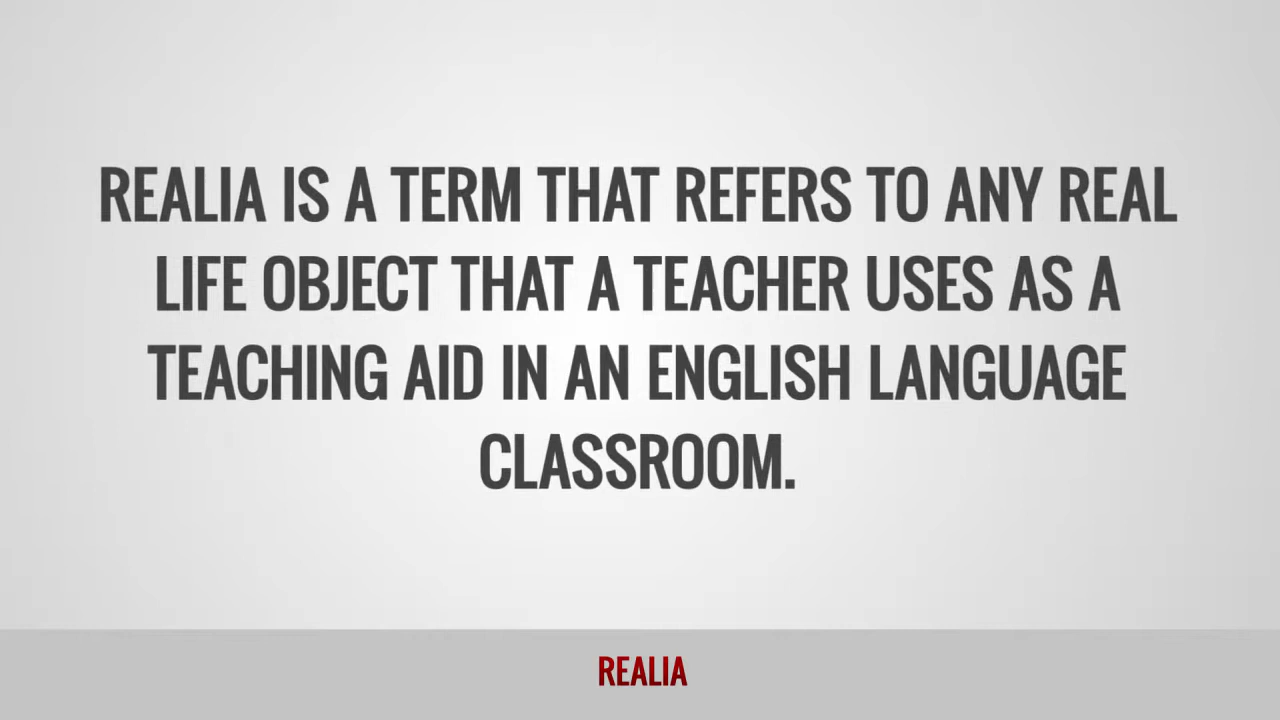 REALIA IS A TERM THAT REFERS TO ANY REAL
LIFE OBJECT THAT A TEACHER USES AS A
TEACHING AID IN AN ENGLISH LANGUAGE
CLASSROOM.
REALIA